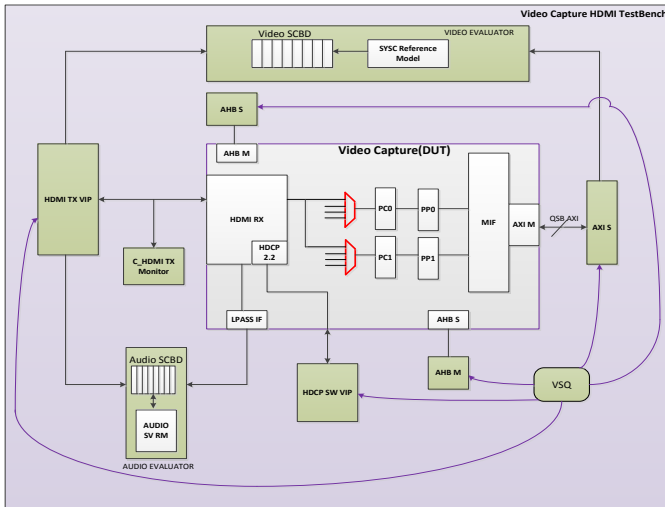 Video Capture HDMI TestBench
Video SCBD
VIDEO EVALUATOR
SYSC Reference
Model
AHB S
AHB M
Video Capture(DUT)
HDMI TX VIP
HDMI RX
HDCP
2.2
PC0
PP0
PC1
PP1
MIF
AXI M
QSB AXI
AXI S
C_HDMI TX
Monitor
LPASS IF
AHB S
Audio SCBD
AUDIO
SV RM
AUDIO EVALUATOR
HDCP SW VIP
AHB M
VSQ